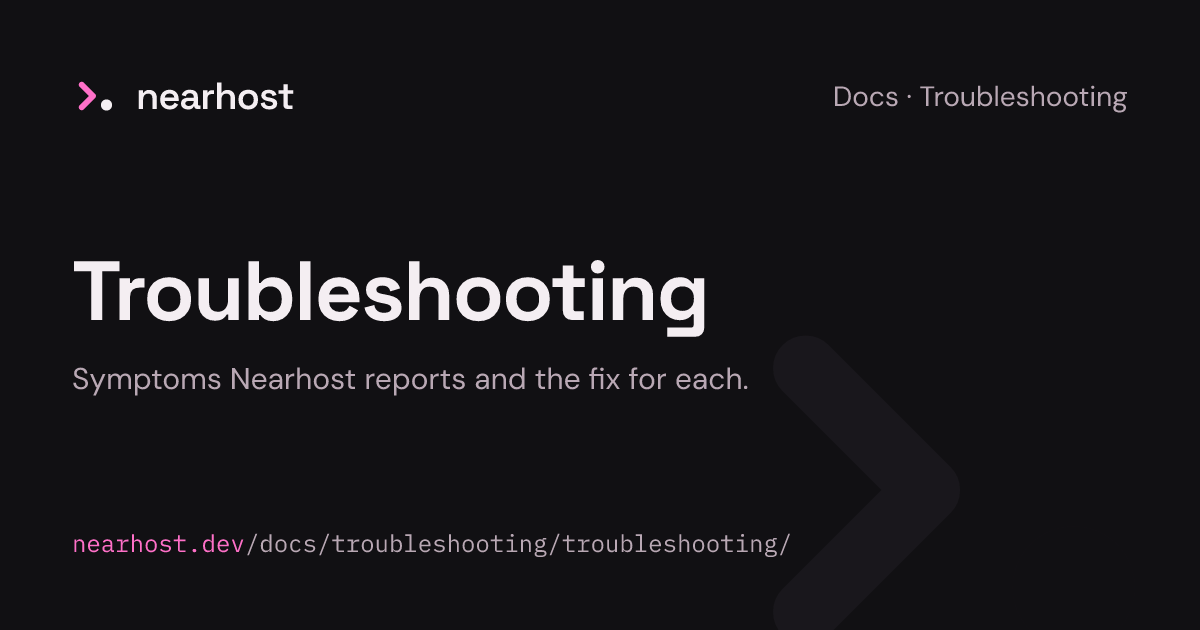 nearhost
Docs · Troubleshooting
Troubleshooting
Symptoms Nearhost reports and the fix for each.
nearhost.dev/docs/troubleshooting/troubleshooting/